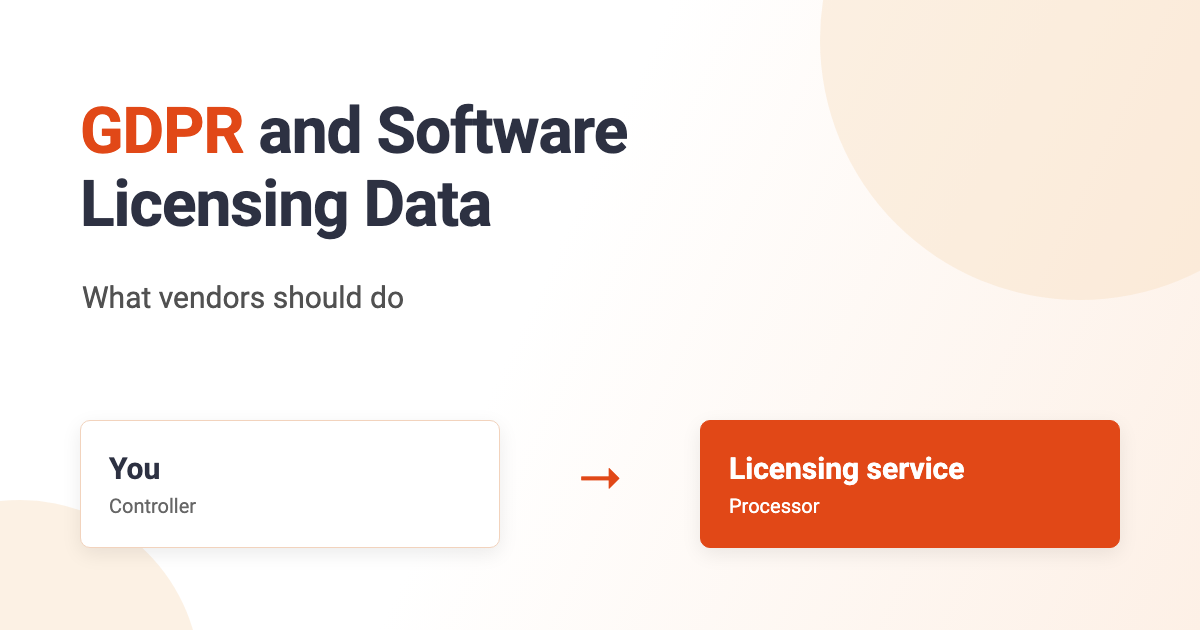 GDPR and Software
Licensing Data
What vendors should do
You
Controller
Licensing service
Processor